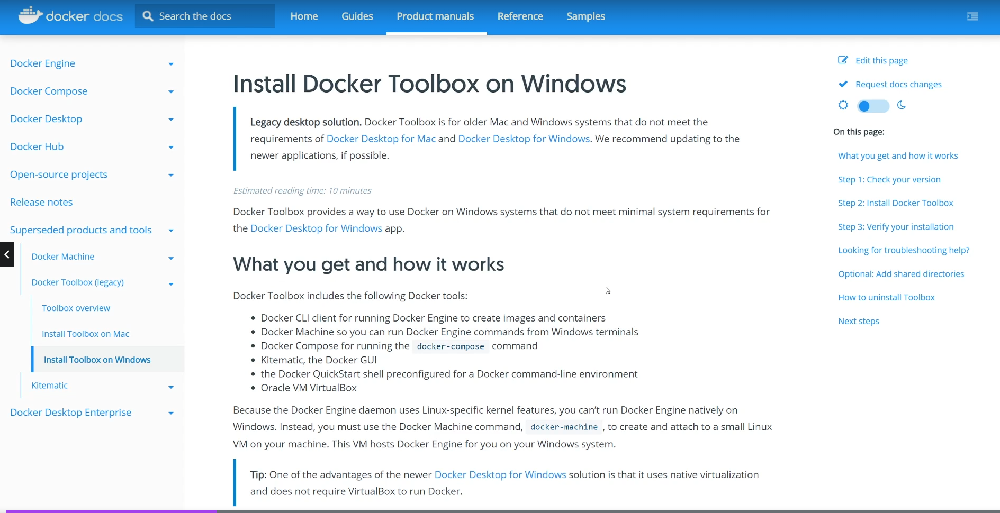 docker docs
Search the docs
Home
Guides
Product manuals
Reference
Samples
Docker Engine
Docker Compose
Docker Desktop
Docker Hub
Open-source projects
Release notes
Superseded products and tools
Docker Machine
Docker Toolbox (legacy)
Toolbox overview
Install Toolbox on Mac
Install Toolbox on Windows
Kitematic
Docker Desktop Enterprise
Install Docker Toolbox on Windows
Legacy desktop solution. Docker Toolbox is for older Mac and Windows systems that do not meet the
requirements of Docker Desktop for Mac and Docker Desktop for Windows. We recommend updating to the
newer applications, if possible.
Estimated reading time: 10 minutes
Docker Toolbox provides a way to use Docker on Windows systems that do not meet minimal system requirements for
the Docker Desktop for Windows app.
What you get and how it works
Docker Toolbox includes the following Docker tools:
• Docker CLI client for running Docker Engine to create images and containers
• Docker Machine so you can run Docker Engine commands from Windows terminals
• Docker Compose for running the docker-compose command
• Kitematic, the Docker GUI
• the Docker QuickStart shell preconfigured for a Docker command-line environment
• Oracle VM VirtualBox
Because the Docker Engine daemon uses Linux-specific kernel features, you can’t run Docker Engine natively on
Windows. Instead, you must use the Docker Machine command, docker-machine , to create and attach to a small Linux
VM on your machine. This VM hosts Docker Engine for you on your Windows system.
Tip: One of the advantages of the newer Docker Desktop for Windows solution is that it uses native virtualization
and does not require VirtualBox to run Docker.
Edit this page
Request docs changes
On this page:
What you get and how it works
Step 1: Check your version
Step 2: Install Docker Toolbox
Step 3: Verify your installation
Looking for troubleshooting help?
Optional: Add shared directories
How to uninstall Toolbox
Next steps